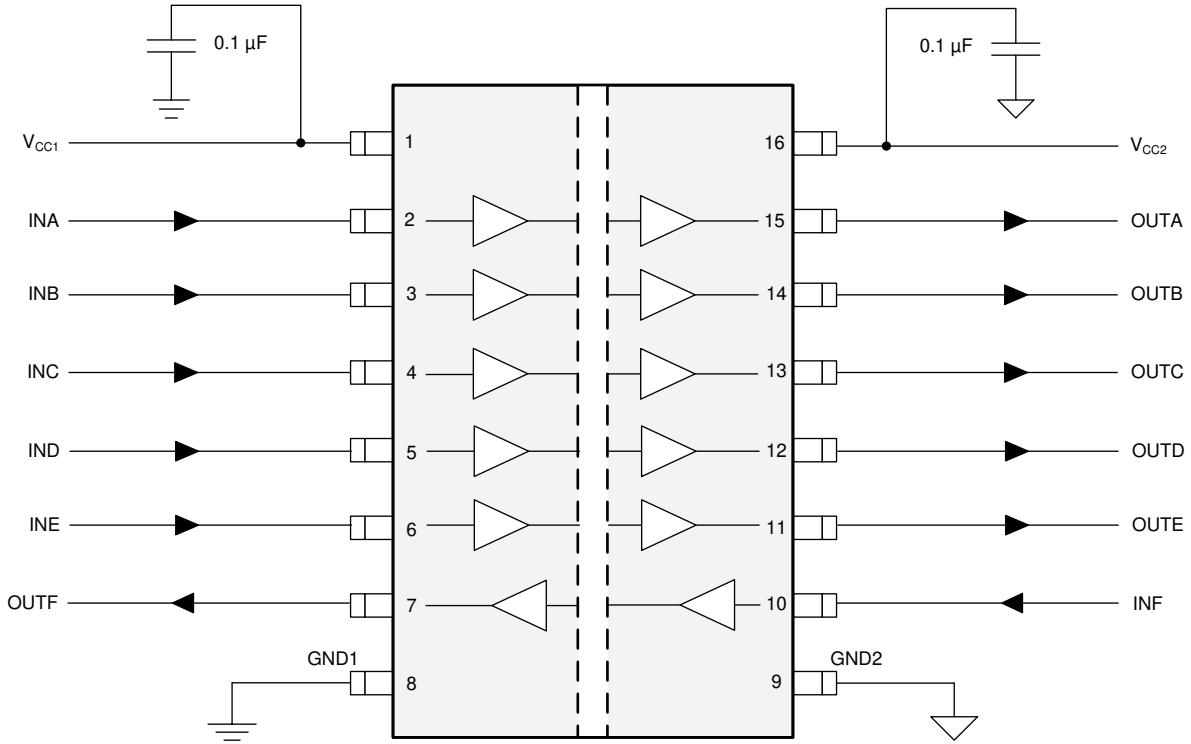 0.1 µF
0.1 µF
VCC1
1
16
VCC2
INA
2
15
OUTA
INB
3
14
OUTB
INC
4
13
OUTC
IND
5
12
OUTD
INE
6
11
OUTE
OUTF
7
10
INF
GND1
8
9
GND2